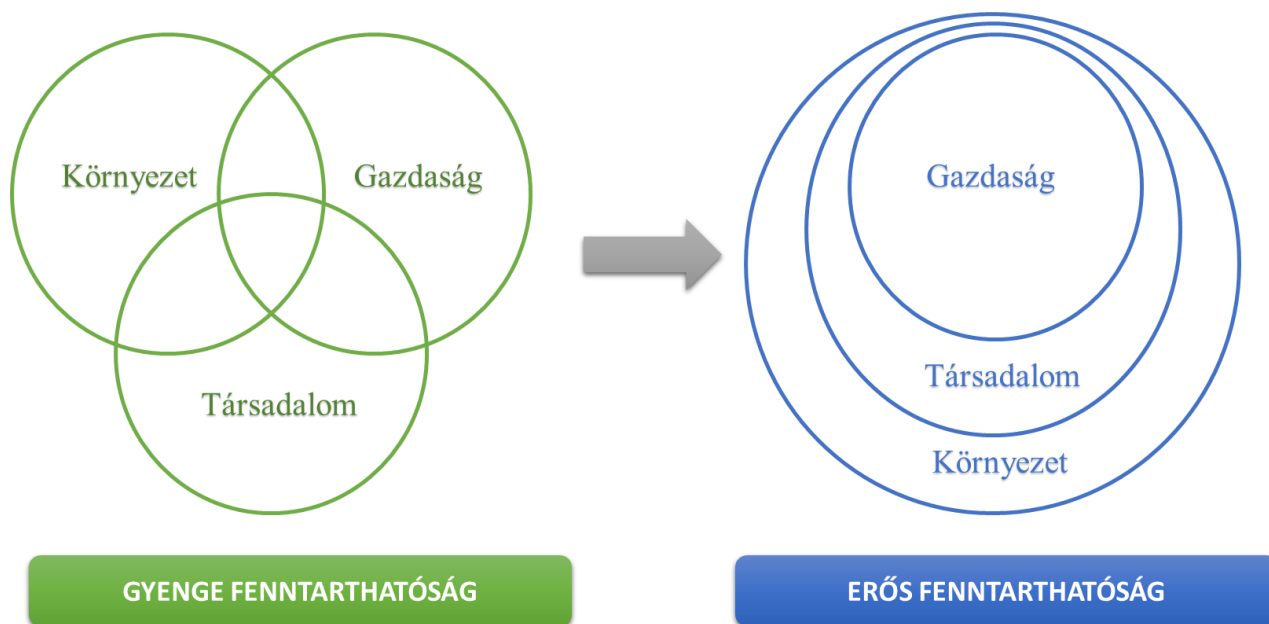 Környezet
Gazdaság
Társadalom
GYENGE FENNTARTHATÓSÁG
Gazdaság
Társadalom
Környezet
ERŐS FENNTARTHATÓSÁG